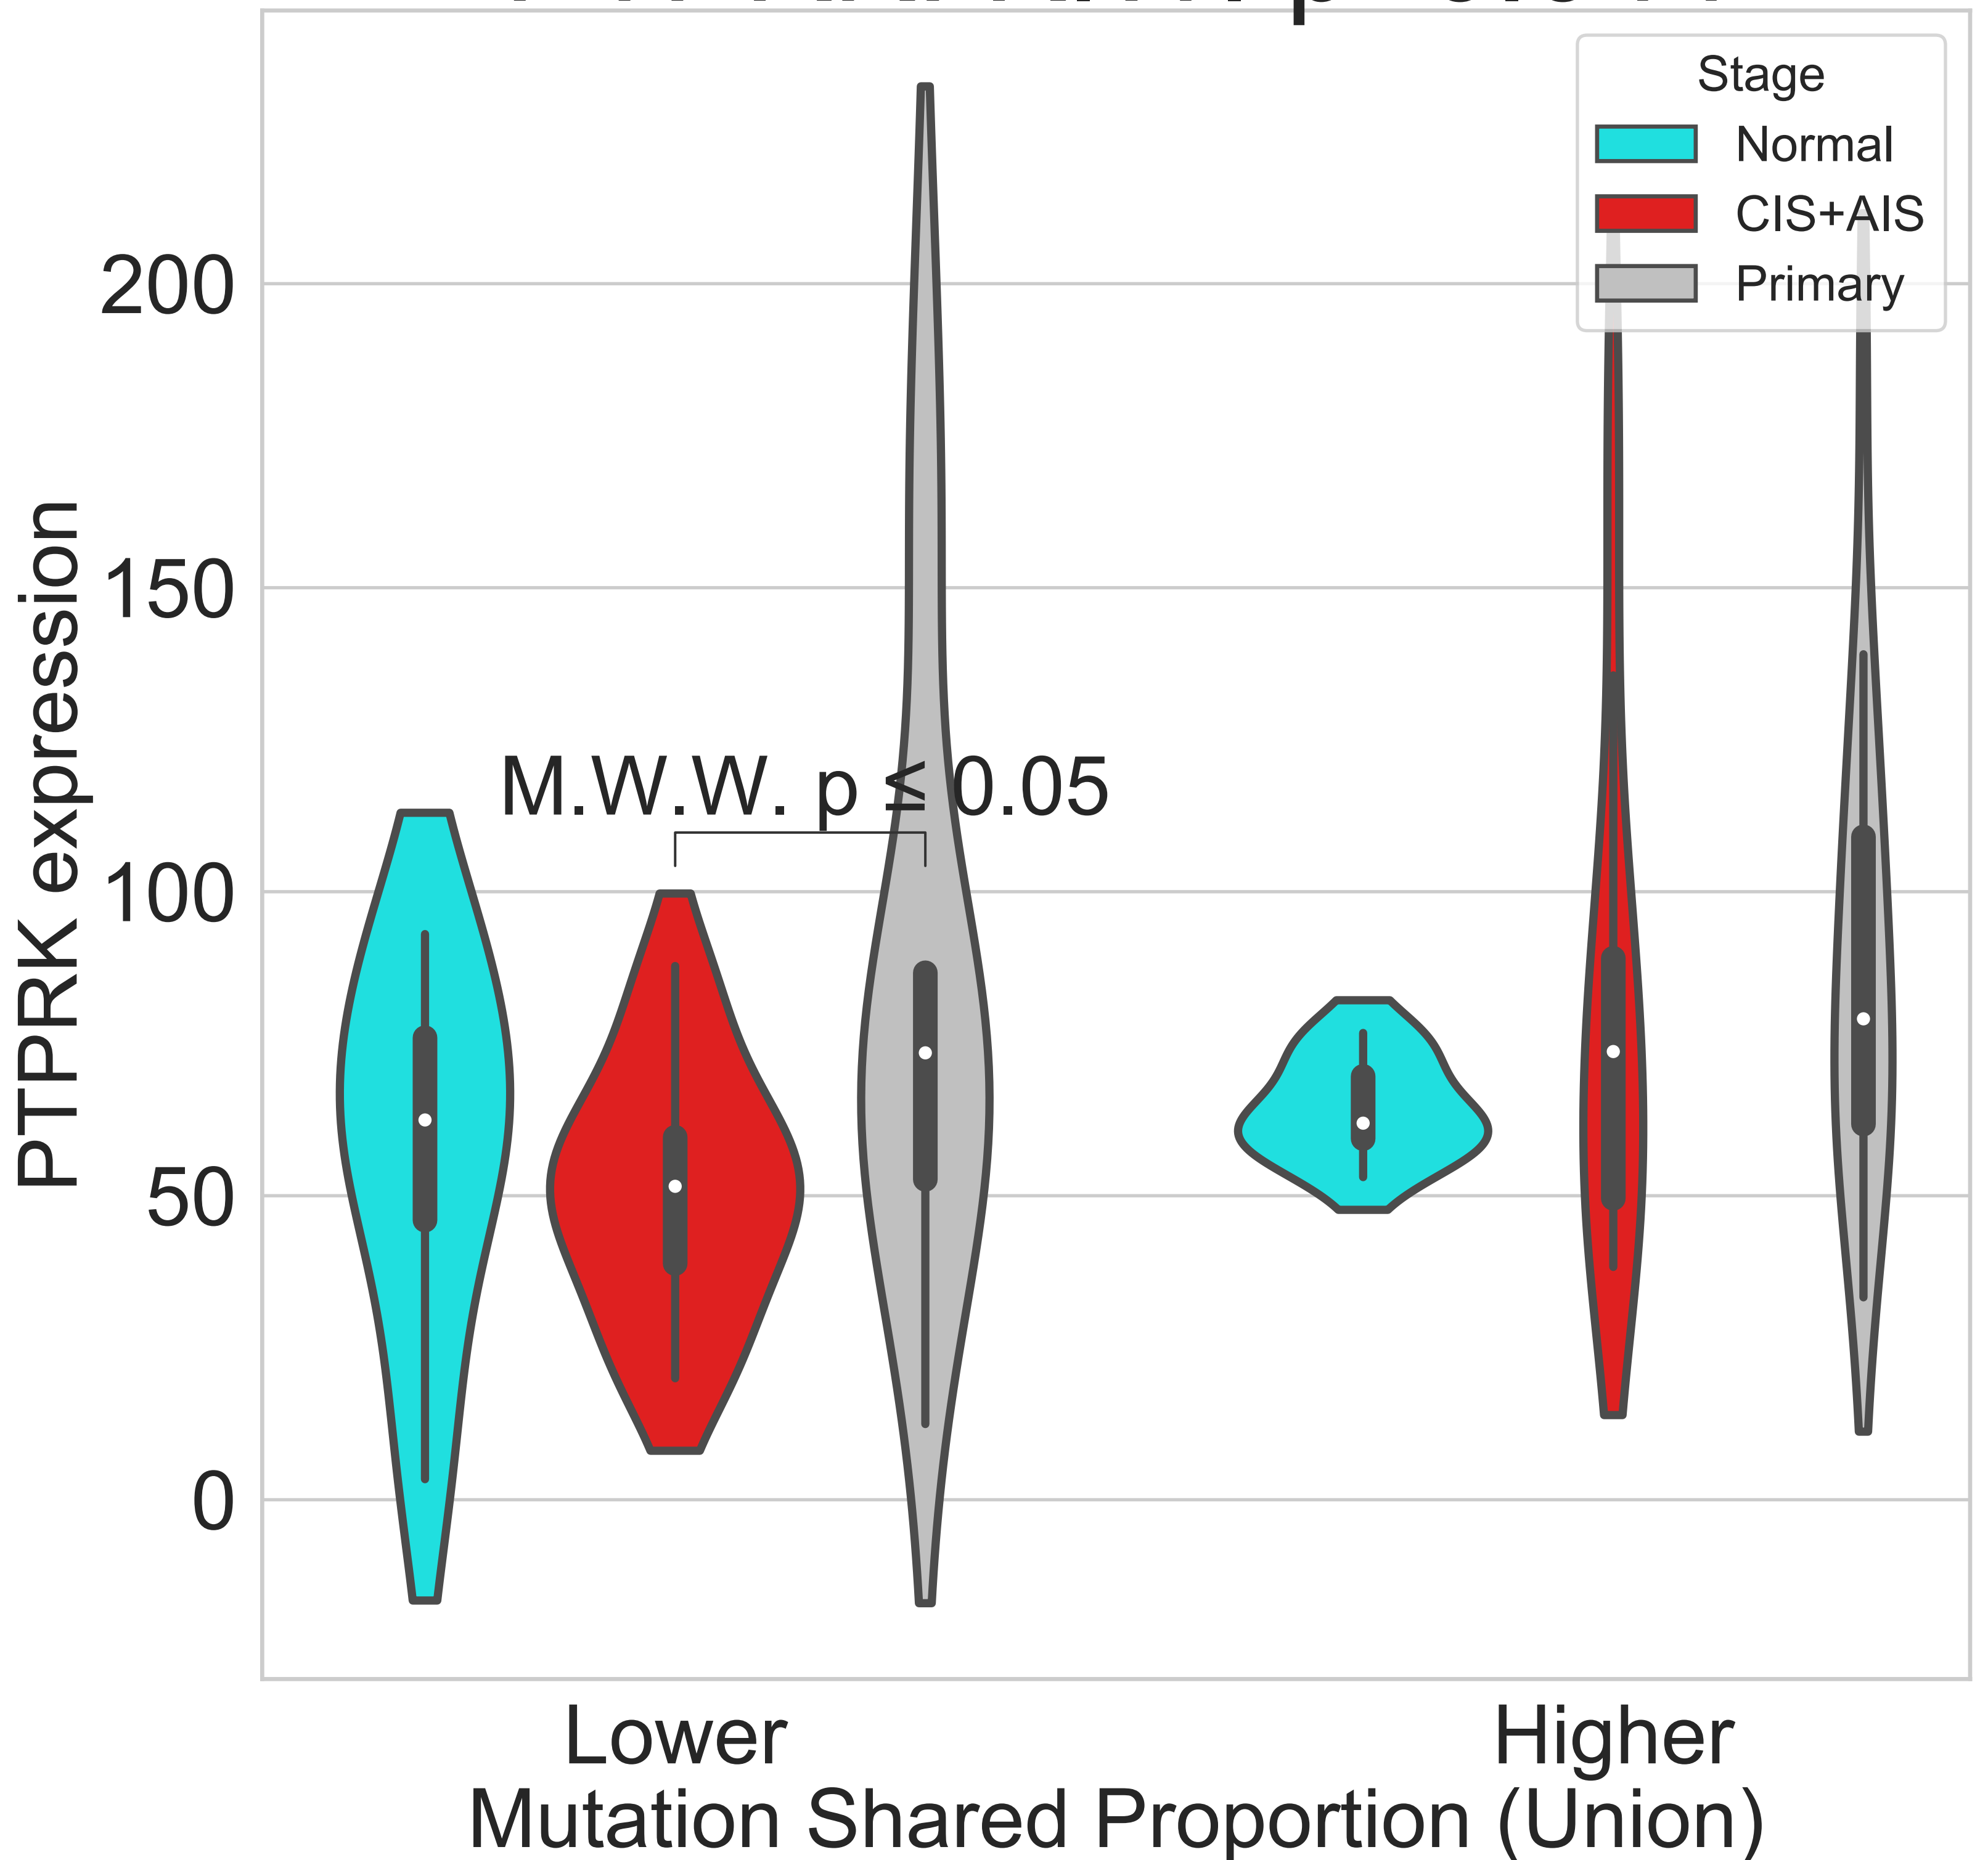 Stage
Normal
CIS+AIS
Primary
200
150
100
50
0
PTPRK expression
M.W.W. p ≤ 0.05
Lower
Higher
Mutation Shared Proportion (Union)